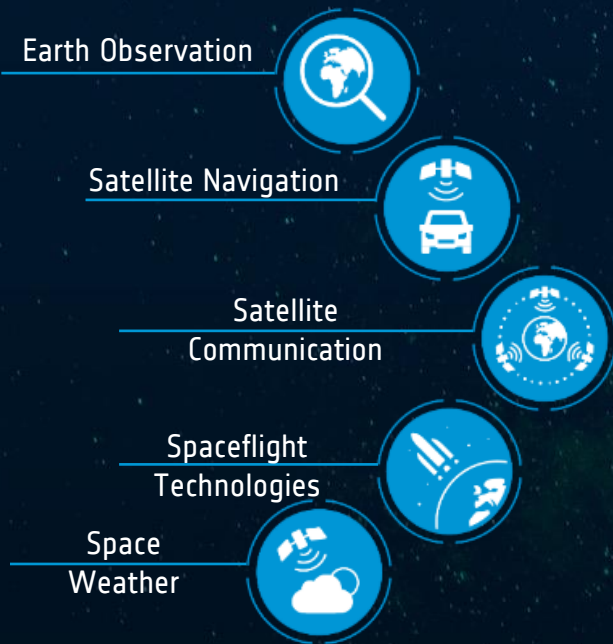 Earth Observation
Satellite Navigation
Satellite
Communication
Spaceflight
Technologies
Space
Weather